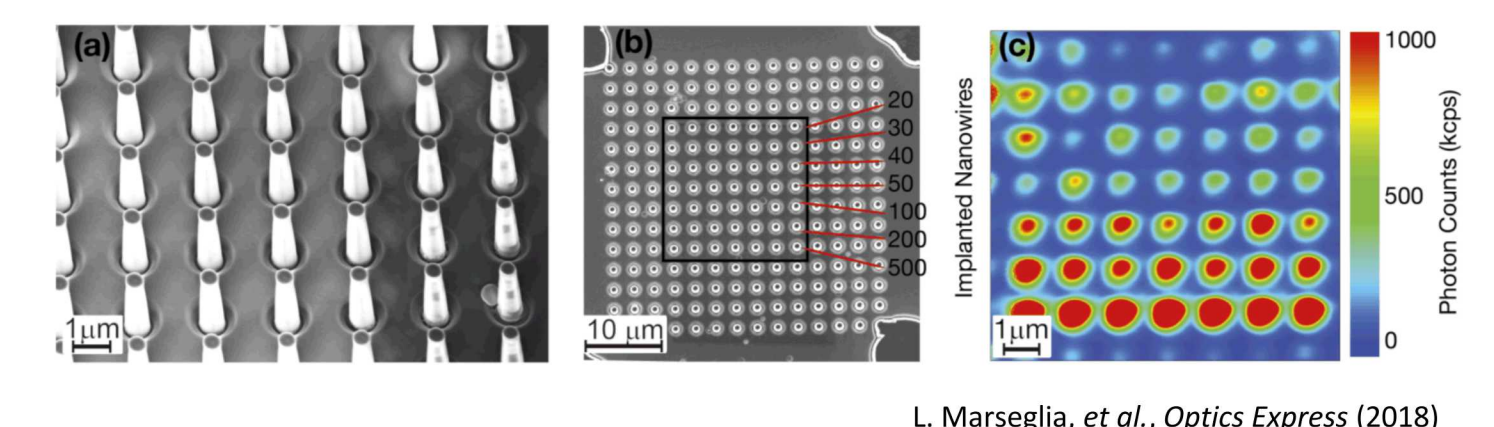 (a)
1μm
(b)
20
30
40
50
100
200
500
10 μm
Implanted Nanowires
(c)
1μm
1000
500
0
Photon Counts (kcps)
L. Marseglia, et al., Optics Express (2018)